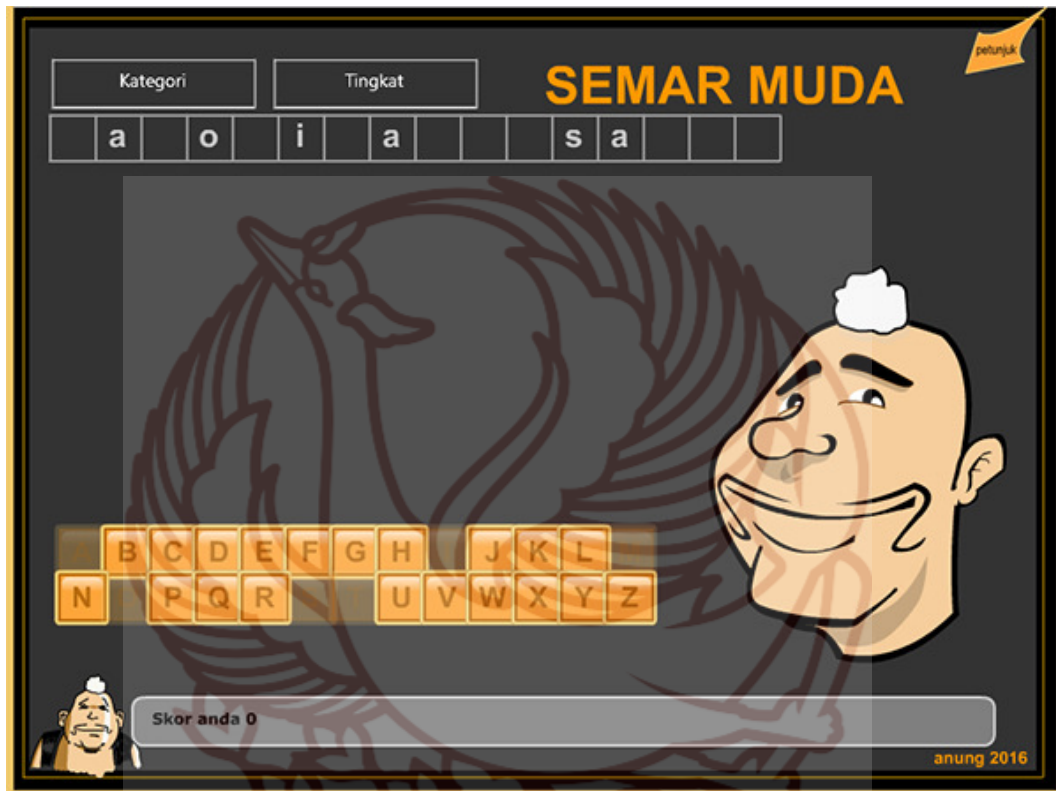 petunjuk
Kategori Tingkat SEMAR MUDA
a o i a s a
A B C D E F G H J K L M
N P Q R T U V W X Y Z
Skor anda 0
anung 2016